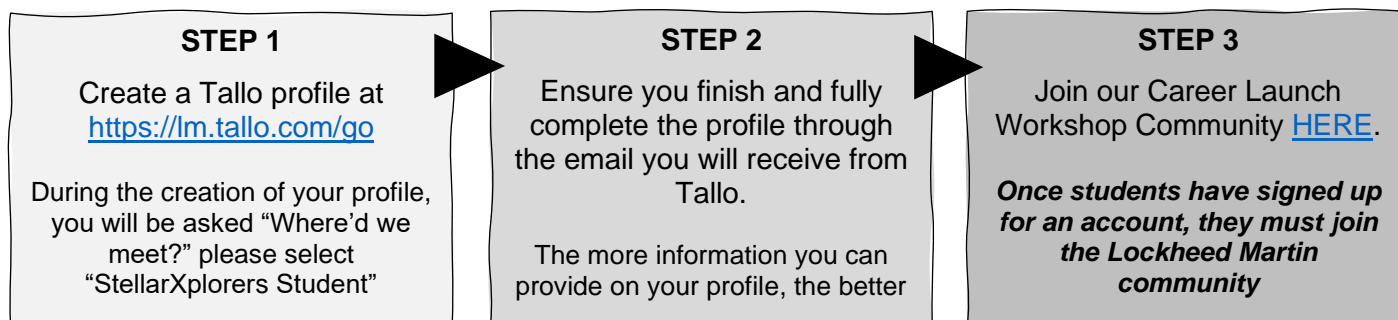 STEP 1
Create a Tallo profile at
https://lm.tallo.com/go
During the creation of your profile,
you will be asked “Where’d we
meet?” please select
“StellarXplorers Student”
STEP 2
Ensure you finish and fully
complete the profile through
the email you will receive from
Tallo.
The more information you can
provide on your profile, the better
STEP 3
Join our Career Launch
Workshop Community HERE.
Once students have signed up
for an account, they must join
the Lockheed Martin
community